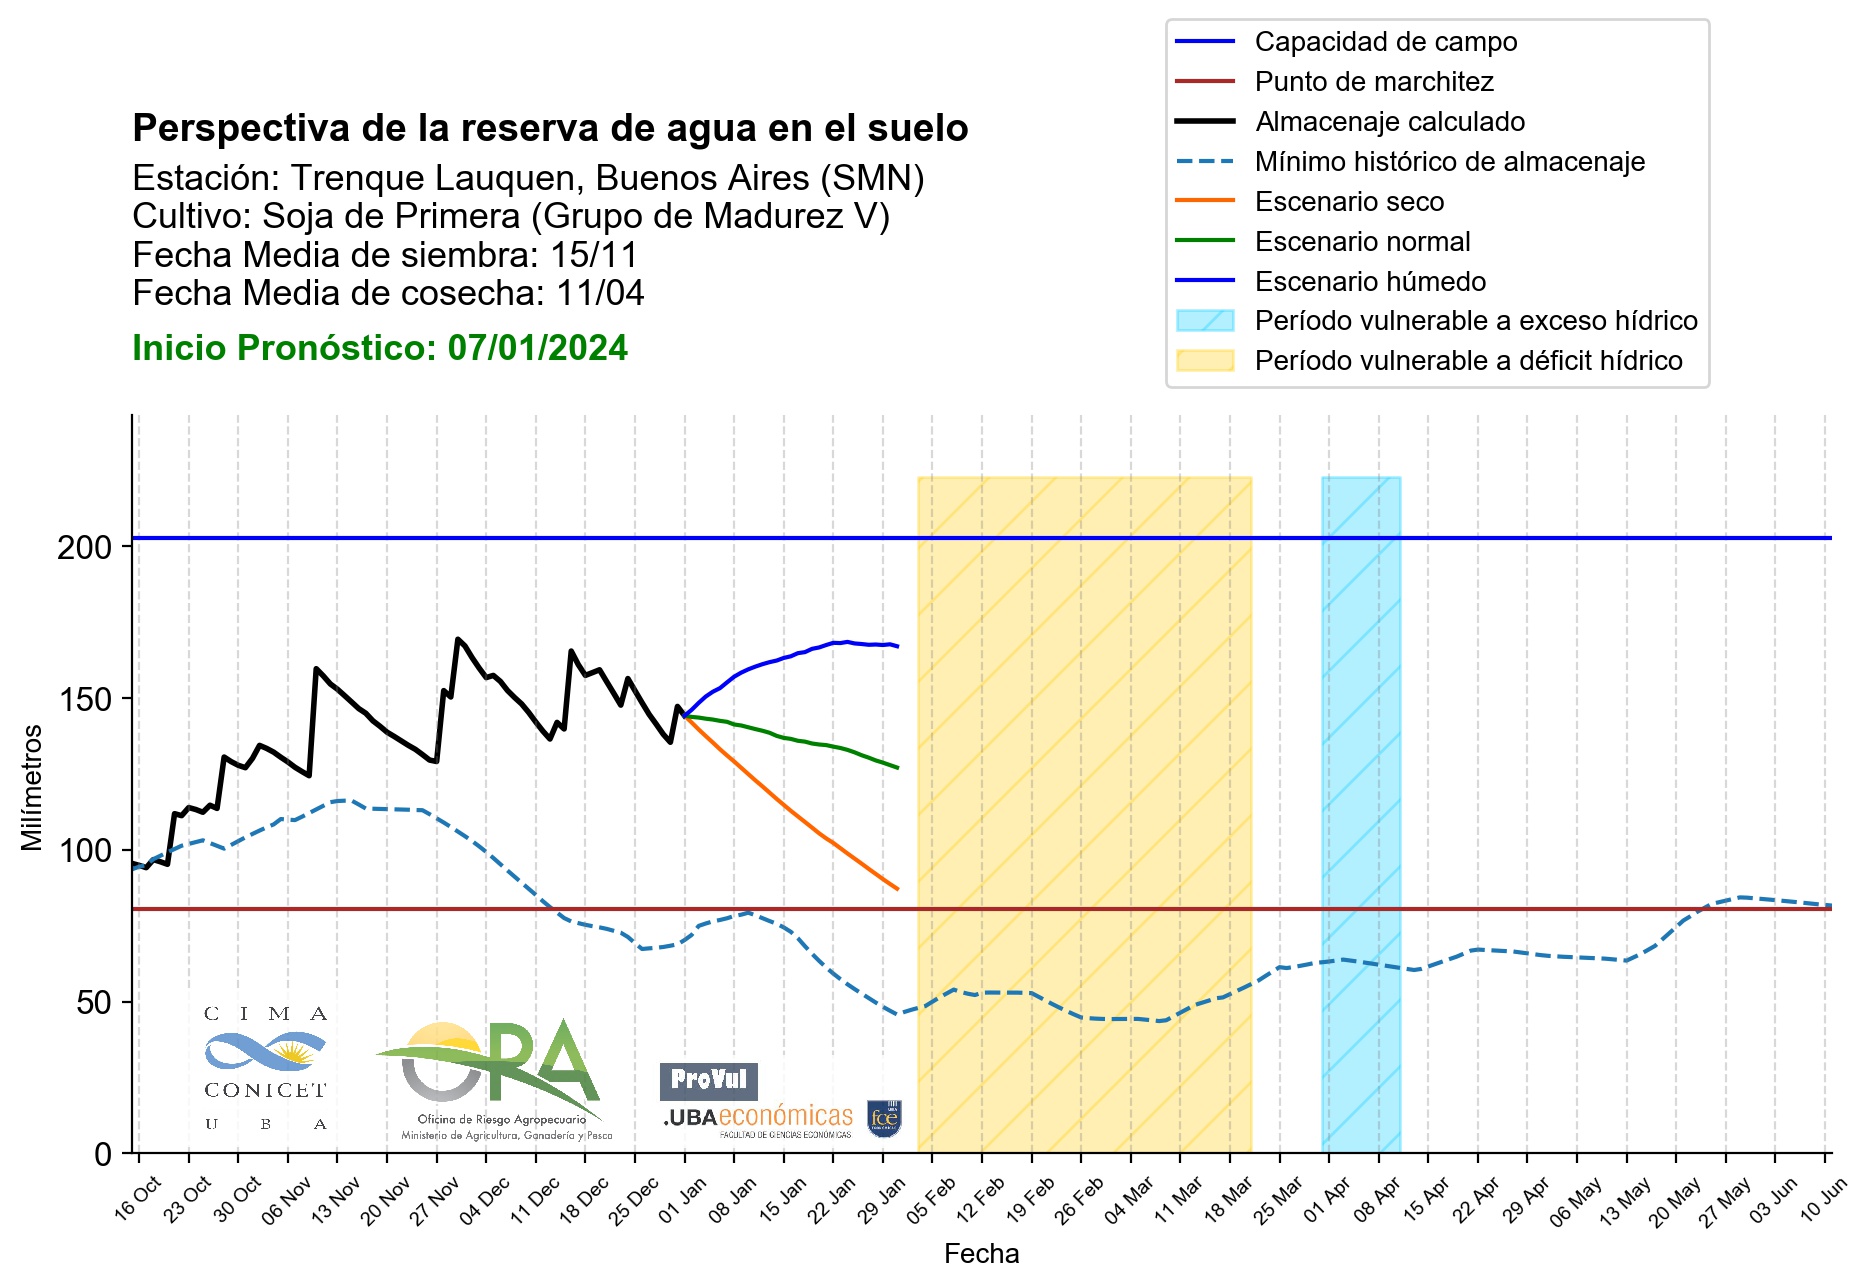 Capacidad de campo
Punto de marchitez
Almacenaje calculado
Mínimo histórico de almacenaje
Escenario seco
Escenario normal
Escenario húmedo
Período vulnerable a exceso hídrico
Período vulnerable a déficit hídrico
Perspectiva de la reserva de agua en el suelo
Estación: Trenque Lauquen, Buenos Aires (SMN)
Cultivo: Soja de Primera (Grupo de Madurez V)
Fecha Media de siembra: 15/11
Fecha Media de cosecha: 11/04
Inicio Pronóstico: 07/01/2024
Milímetros
200
150
100
50
0
CIMA
CONICET
UBA
ORA
Oficina de Riesgo Agropecuario
Ministerio de Agricultura, Ganadería y Pesca
ProVul
.UBAeconómicas
FACULTAD DE CIENCIAS ECONÓMICAS
fce
16 Oct 23 Oct 30 Oct 06 Nov 13 Nov 20 Nov 27 Nov 04 Dec 11 Dec 18 Dec 25 Dec 01 Jan 08 Jan 15 Jan 22 Jan 29 Jan 05 Feb 12 Feb 19 Feb 26 Feb 04 Mar 11 Mar 18 Mar 25 Mar 01 Apr 08 Apr 15 Apr 22 Apr 29 Apr 06 May 13 May 20 May 27 May 03 Jun 10 Jun
Fecha